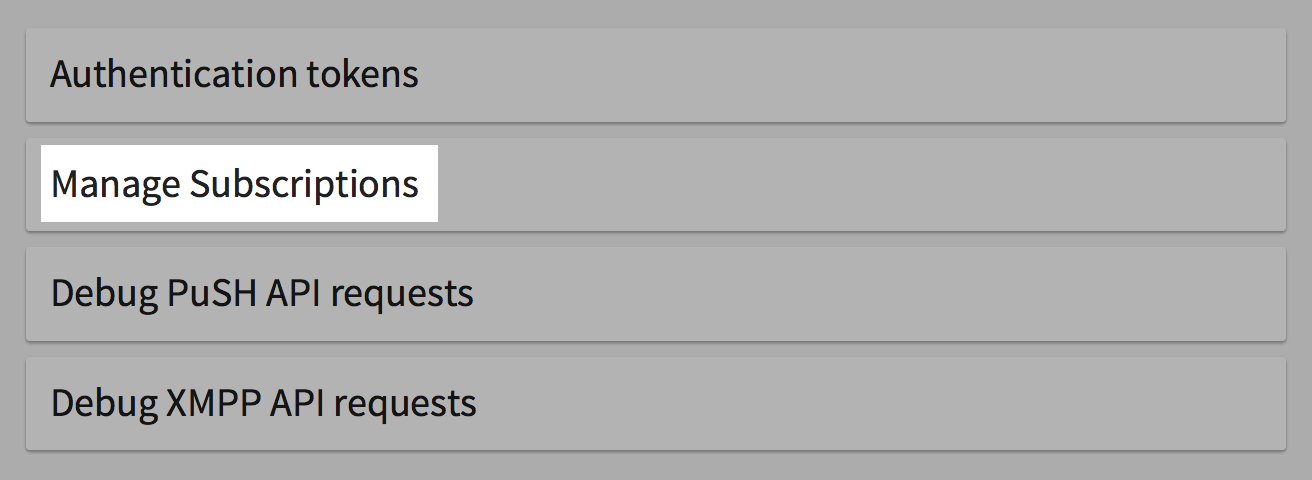 Authentication tokens
Manage Subscriptions
Debug PuSH API requests
Debug XMPP API requests